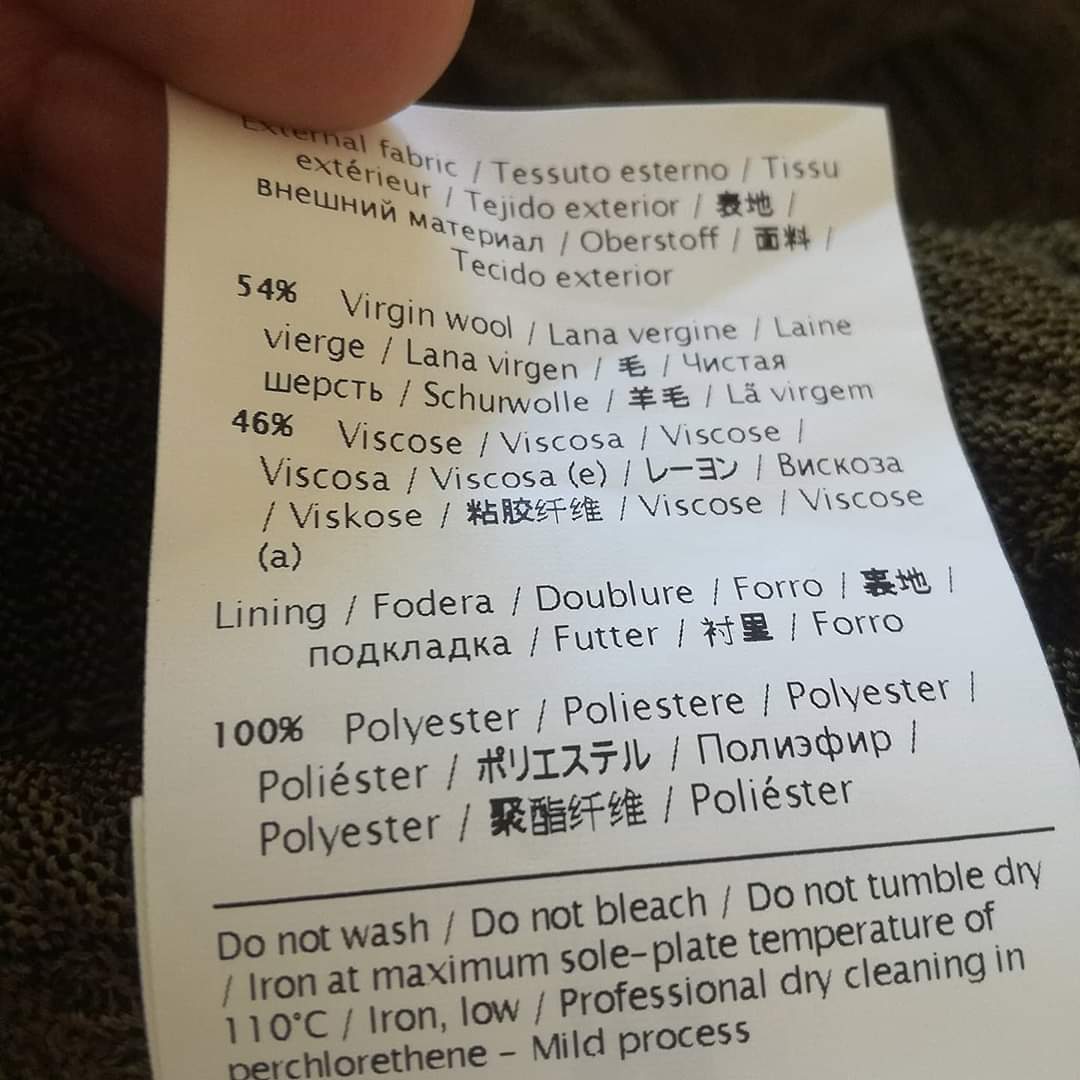 External fabric / Tessuto esterno / Tissu
extérieur / Tejido exterior / 表地 /
внешний материал / Oberstoff / 面料 /
Tecido exterior
54% Virgin wool / Lana vergine / Laine
vierge / Lana virgen / 毛 / Чистая
шерсть / Schurwolle / 羊毛 / Lã virgem
46% Viscose / Viscosa / Viscose /
Viscosa / Viscosa (e) / レーヨン / Вискоза
/ Viskose / 粘胶纤维 / Viscose / Viscose
(a)
Lining / Fodera / Doublure / Forro / 裏地 /
подкладка / Futter / 衬里 / Forro
100% Polyester / Poliestere / Polyester /
Poliéster / ポリエステル / Полиэфир /
Polyester / 聚酯纤维 / Poliéster
Do not wash / Do not bleach / Do not tumble dry
/ Iron at maximum sole-plate temperature of
110°C / Iron, low / Professional dry cleaning in
perchlorethene - Mild process